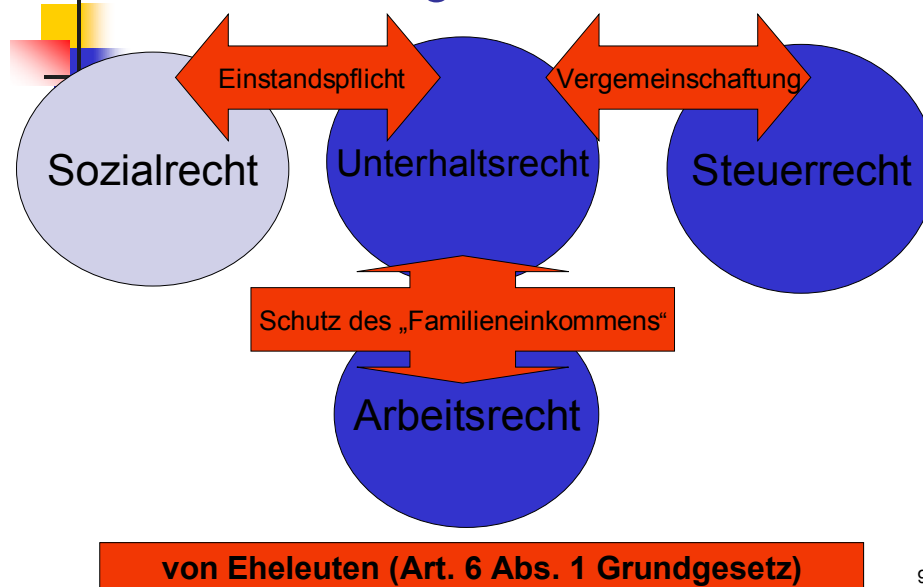 Einstandspflicht
Vergemeinschaftung
Sozialrecht
Unterhaltsrecht
Steuerrecht
Schutz des „Familieneinkommens“
Arbeitsrecht
von Eheleuten (Art. 6 Abs. 1 Grundgesetz)